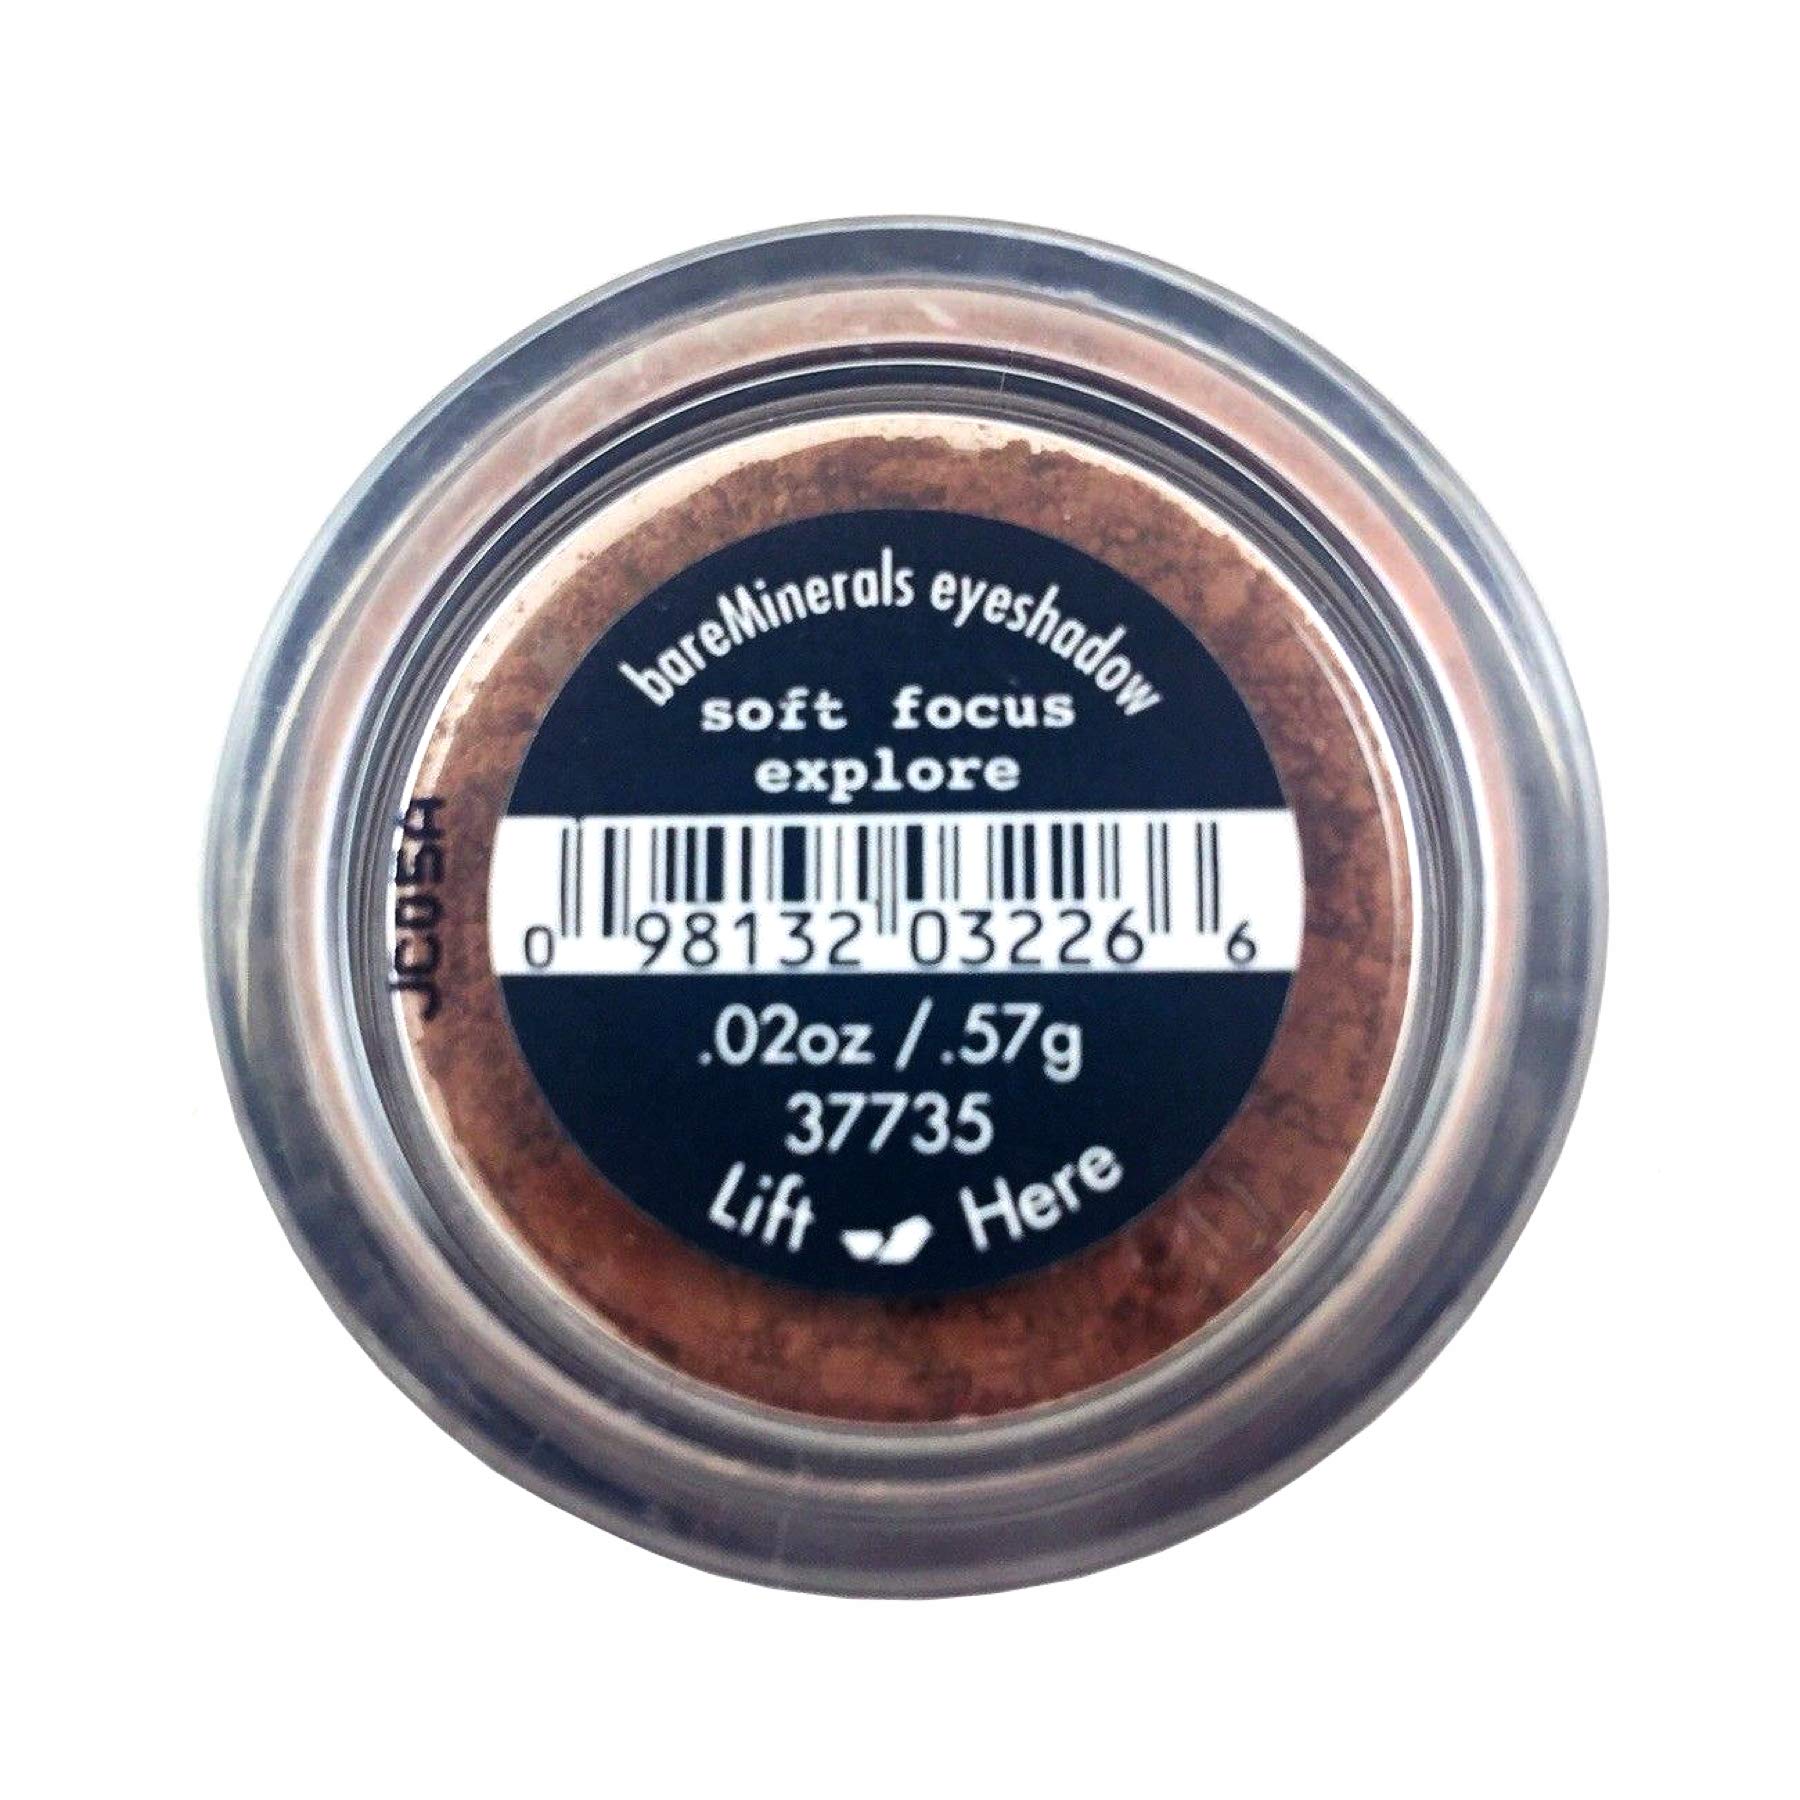 bareMinerals eyeshadow
soft focus
explore
0 98132 03226 6
.02oz / .57g
37735
Lift Here
JC05A